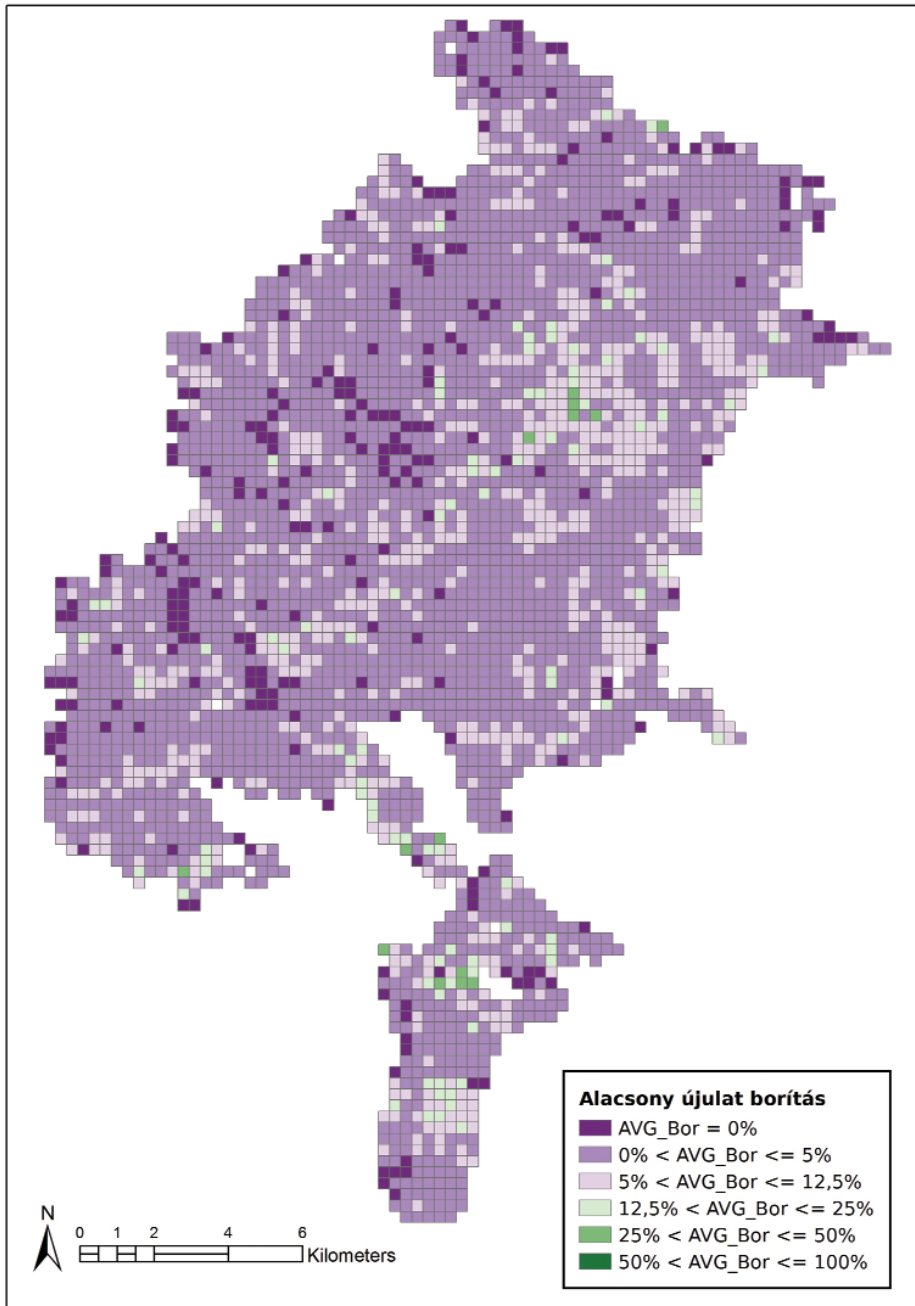 Alacsony újulat borítás
AVG_Bor = 0%
0% < AVG_Bor <= 5%
5% < AVG_Bor <= 12,5%
12,5% < AVG_Bor <= 25%
25% < AVG_Bor <= 50%
50% < AVG_Bor <= 100%
N
0 1 2 4 6
Kilometers